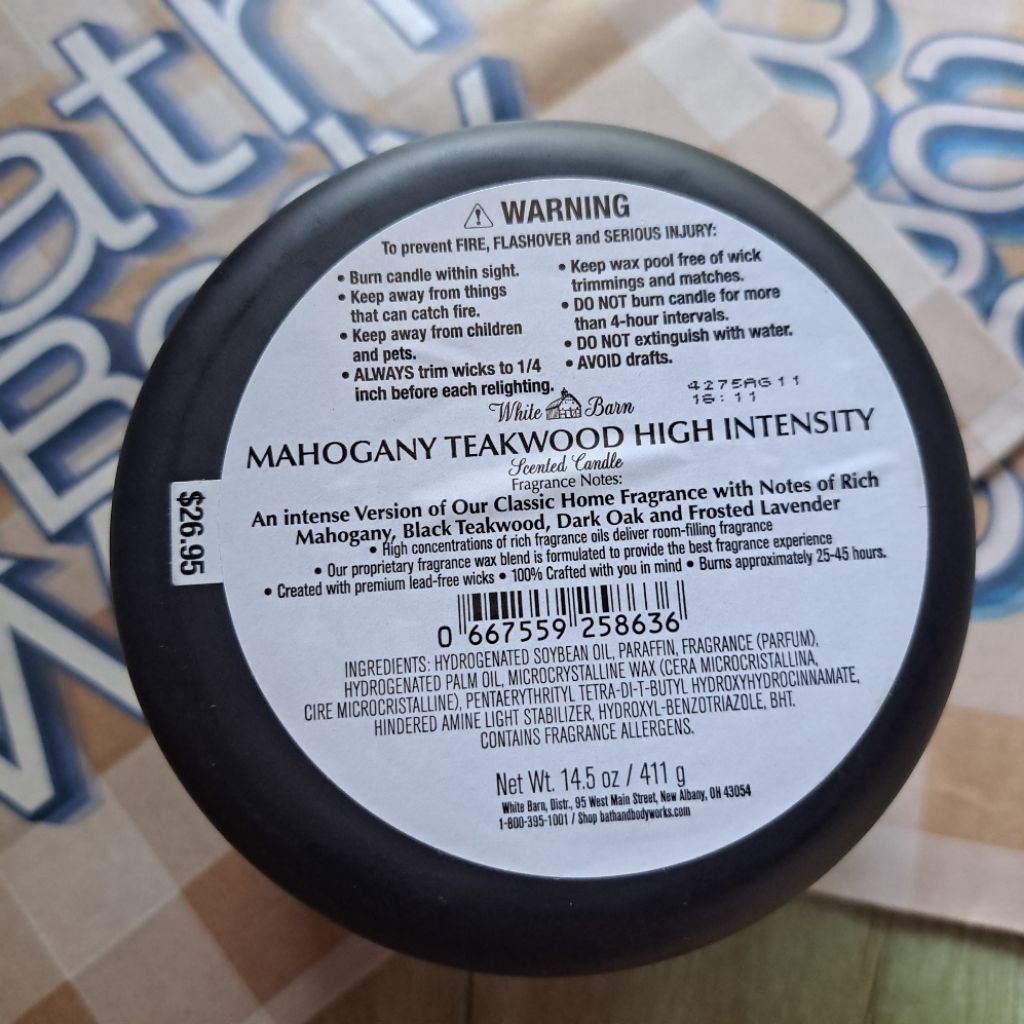 ath
Ba
WARNING
To prevent FIRE, FLASHOVER and SERIOUS INJURY:
• Burn candle within sight.
• Keep away from things
that can catch fire.
• Keep away from children
and pets.
• ALWAYS trim wicks to 1/4
inch before each relighting.
• Keep wax pool free of wick
trimmings and matches.
• DO NOT burn candle for more
than 4-hour intervals.
• DO NOT extinguish with water.
• AVOID drafts.
4275AG11
16:11
White Barn
MAHOGANY TEAKWOOD HIGH INTENSITY
Scented Candle
Fragrance Notes:
An intense Version of Our Classic Home Fragrance with Notes of Rich
Mahogany, Black Teakwood, Dark Oak and Frosted Lavender
• High concentrations of rich fragrance oils deliver room-filling fragrance
• Our proprietary fragrance wax blend is formulated to provide the best fragrance experience
• Created with premium lead-free wicks • 100% Crafted with you in mind • Burns approximately 25-45 hours.
$26.95
0 667559 258636
INGREDIENTS: HYDROGENATED SOYBEAN OIL, PARAFFIN, FRAGRANCE (PARFUM),
HYDROGENATED PALM OIL, MICROCRYSTALLINE WAX (CERA MICROCRISTALLINA,
CIRE MICROCRISTALLINE), PENTAERYTHRITYL TETRA-DI-T-BUTYL HYDROXYHYDROCINNAMATE,
HINDERED AMINE LIGHT STABILIZER, HYDROXYL-BENZOTRIAZOLE, BHT.
CONTAINS FRAGRANCE ALLERGENS.
Net Wt. 14.5 oz / 411 g
White Barn, Distr., 95 West Main Street, New Albany, OH 43054
1-800-395-1001 / Shop bathandbodyworks.com